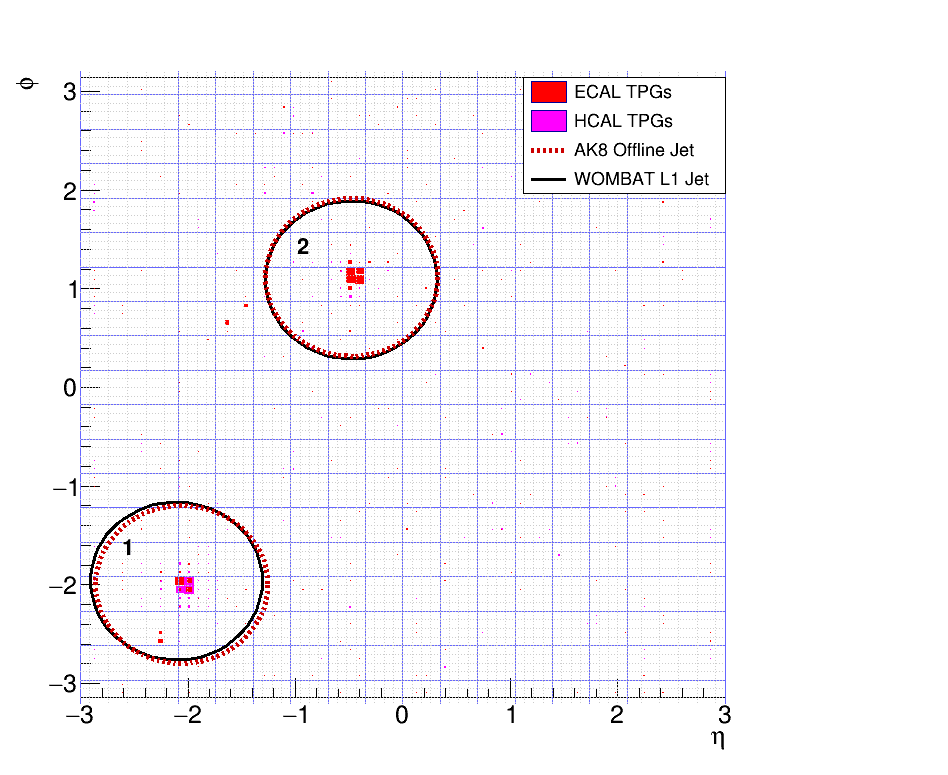 ϕ
3
2
1
0
−1
−2
−3
ECAL TPGs
HCAL TPGs
AK8 Offline Jet
WOMBAT L1 Jet
2
1
−3 −2 −1 0 1 2 3
η